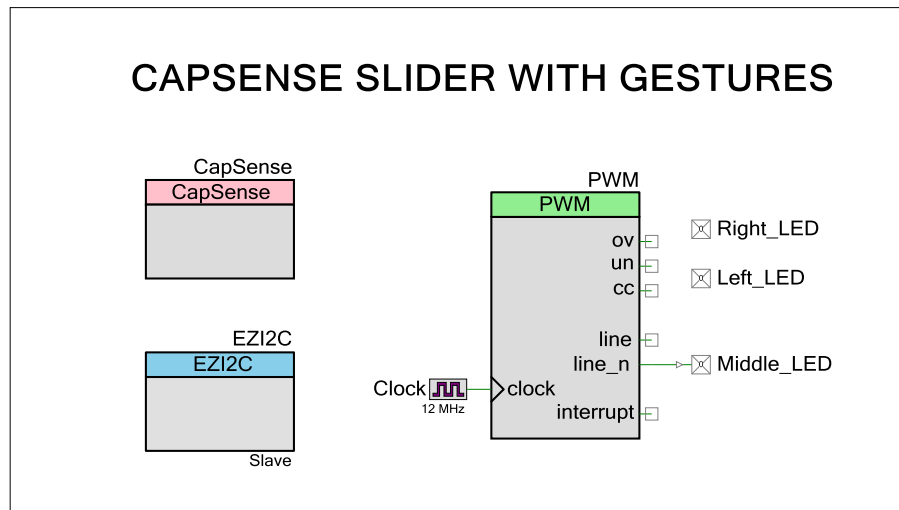 CAPSENSE SLIDER WITH GESTURES
CapSense
CapSense
EZI2C
EZI2C
Slave
Clock
12 MHz
PWM
PWM
ov
un
cc
line
line_n
clock
interrupt
Right_LED
Left_LED
Middle_LED